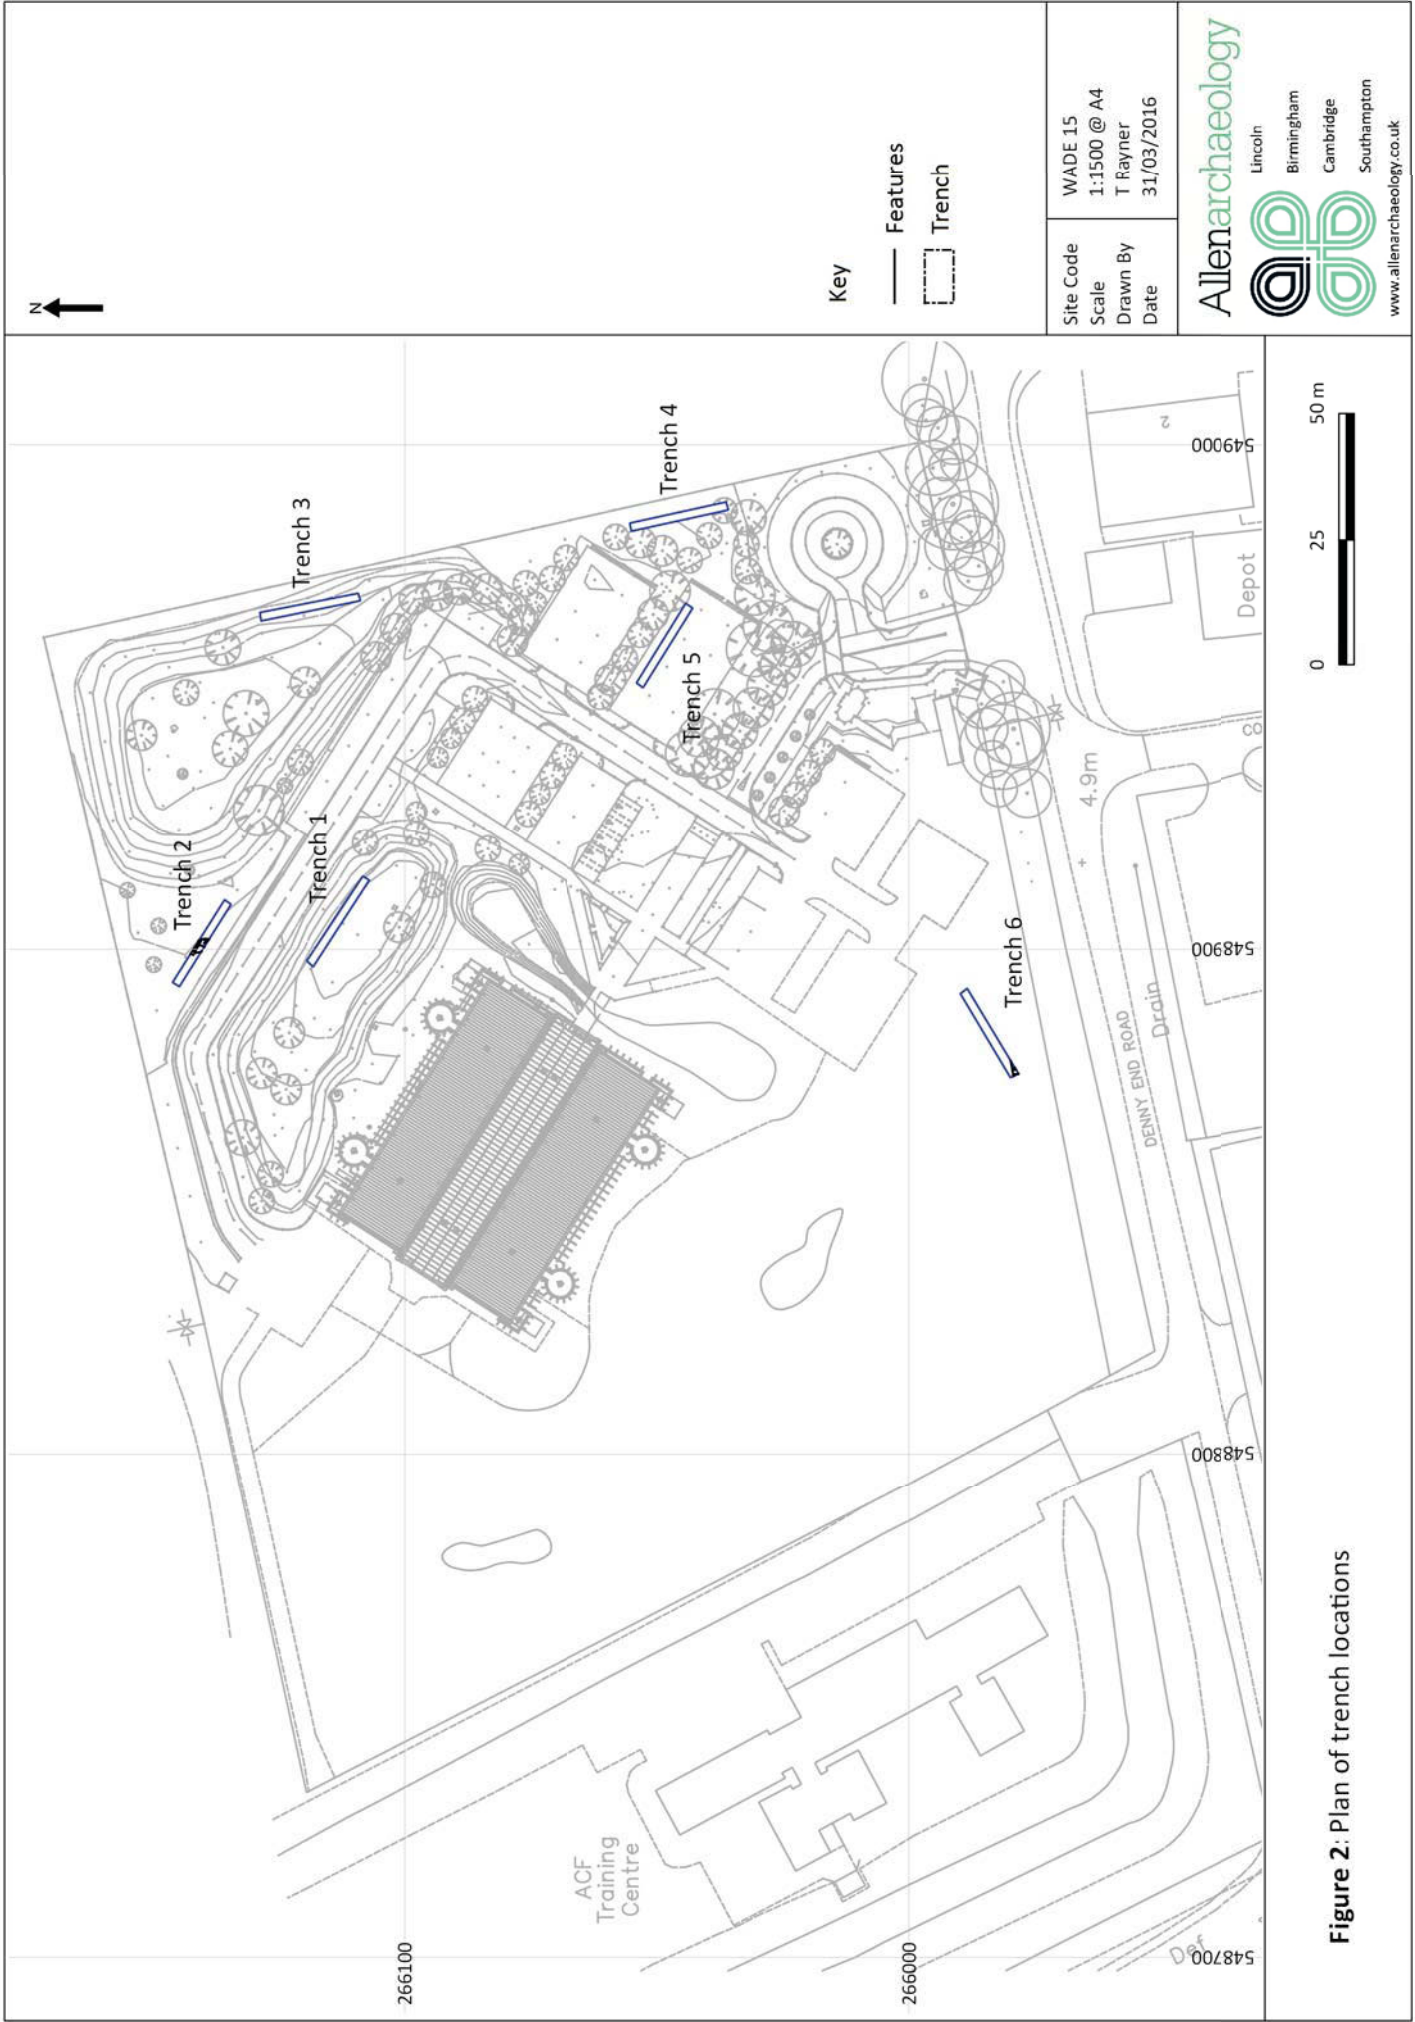 N
Trench 1
Trench 2
Trench 3
Trench 4
Trench 5
Trench 6
ACF
Training
Centre
DENNY END ROAD
Drain
4.9m
Depot
2
Def
266100
266000
548700
548800
548900
549000
Key
Features
Trench
Site Code WADE 15
Scale 1:1500 @ A4
Drawn By T Rayner
Date 31/03/2016
Allenarchaeology
Lincoln
Birmingham
Cambridge
Southampton
www.allenarchaeology.co.uk
0 25 50 m
Figure 2: Plan of trench locations